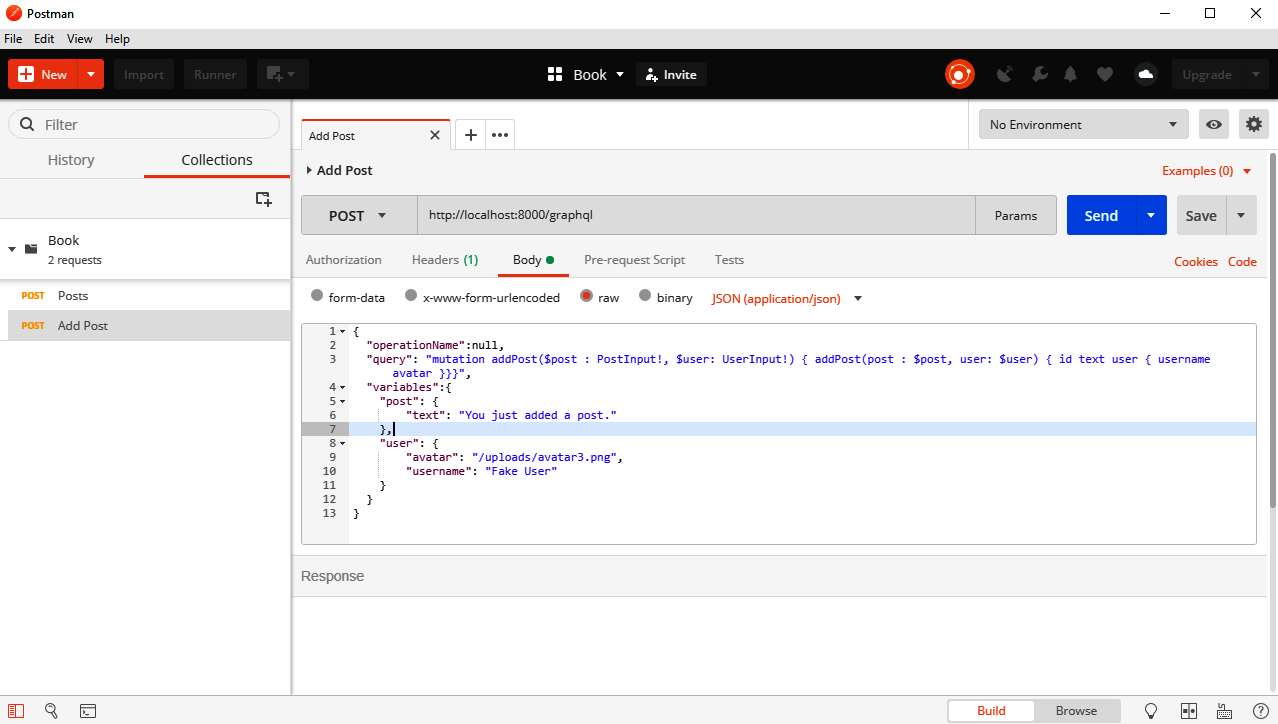 Postman
File Edit View Help
New Import Runner Book Invite Upgrade
Filter
History Collections
Book
2 requests
POST Posts
POST Add Post
Add Post
No Environment
Add Post
Examples (0)
POST http://localhost:8000/graphql Params Send Save
Authorization Headers (1) Body Pre-request Script Tests Cookies Code
form-data x-www-form-urlencoded raw binary JSON (application/json)
1 {
2 "operationName":null,
3 "query": "mutation addPost($post : PostInput!, $user: UserInput!) { addPost(post : $post, user: $user) { id text user { username
avatar }}}",
4 "variables":{
5 "post": {
6 "text": "You just added a post."
7 },
8 "user": {
9 "avatar": "/uploads/avatar3.png",
10 "username": "Fake User"
11 }
12 }
13 }
Response
Build Browse